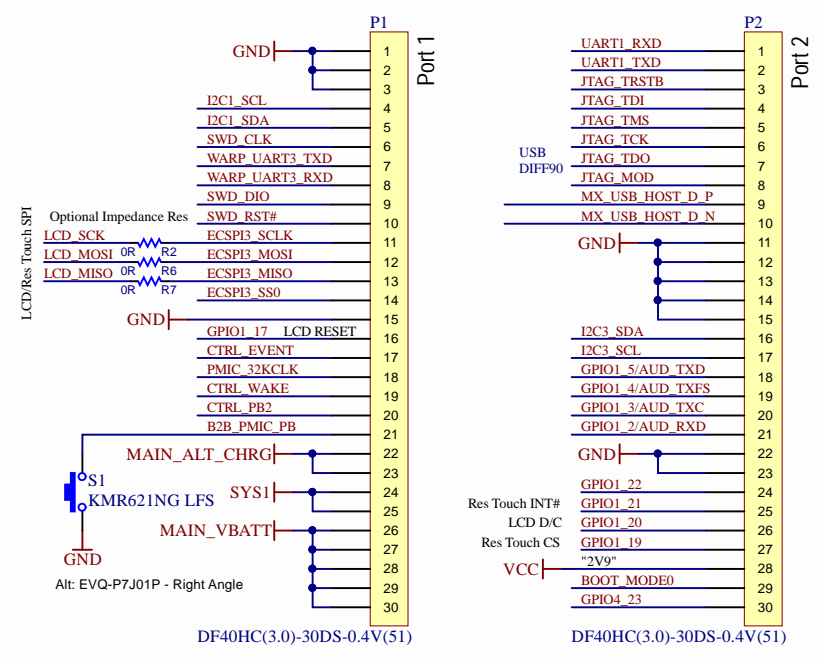 P1
Port 1
GND
1
2
3
I2C1_SCL 4
I2C1_SDA 5
SWD_CLK 6
WARP_UART3_TXD 7
WARP_UART3_RXD 8
SWD_DIO 9
Optional Impedance Res SWD_RST# 10
LCD/Res Touch SPI
LCD_SCK 0R R2 ECSPI3_SCLK 11
LCD_MOSI 0R R6 ECSPI3_MOSI 12
LCD_MISO 0R R7 ECSPI3_MISO 13
ECSPI3_SS0 14
GND 15
GPIO1_17 LCD RESET 16
CTRL_EVENT 17
PMIC_32KCLK 18
CTRL_WAKE 19
CTRL_PB2 20
B2B_PMIC_PB 21
MAIN_ALT_CHRG 22
23
S1
KMR621NG LFS
SYS1 24
25
MAIN_VBATT 26
27
28
29
30
GND
Alt: EVQ-P7J01P - Right Angle
DF40HC(3.0)-30DS-0.4V(51)
P2
Port 2
UART1_RXD 1
UART1_TXD 2
JTAG_TRSTB 3
JTAG_TDI 4
JTAG_TMS 5
JTAG_TCK 6
USB
DIFF90
JTAG_TDO 7
JTAG_MOD 8
MX_USB_HOST_D_P 9
MX_USB_HOST_D_N 10
GND 11
12
13
14
15
I2C3_SDA 16
I2C3_SCL 17
GPIO1_5/AUD_TXD 18
GPIO1_4/AUD_TXFS 19
GPIO1_3/AUD_TXC 20
GPIO1_2/AUD_RXD 21
GND 22
23
GPIO1_22 24
Res Touch INT# GPIO1_21 25
LCD D/C GPIO1_20 26
Res Touch CS GPIO1_19 27
VCC "2V9" 28
BOOT_MODE0 29
GPIO4_23 30
DF40HC(3.0)-30DS-0.4V(51)